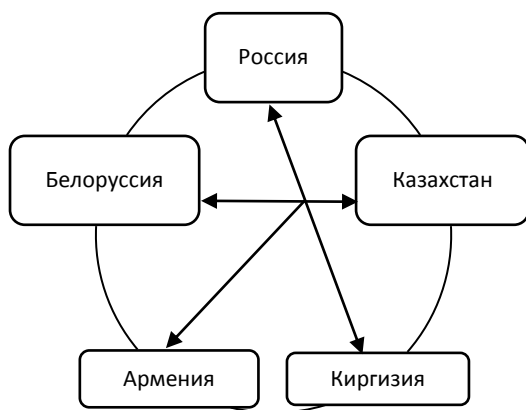 Россия
Белоруссия
Казахстан
Армения
Киргизия